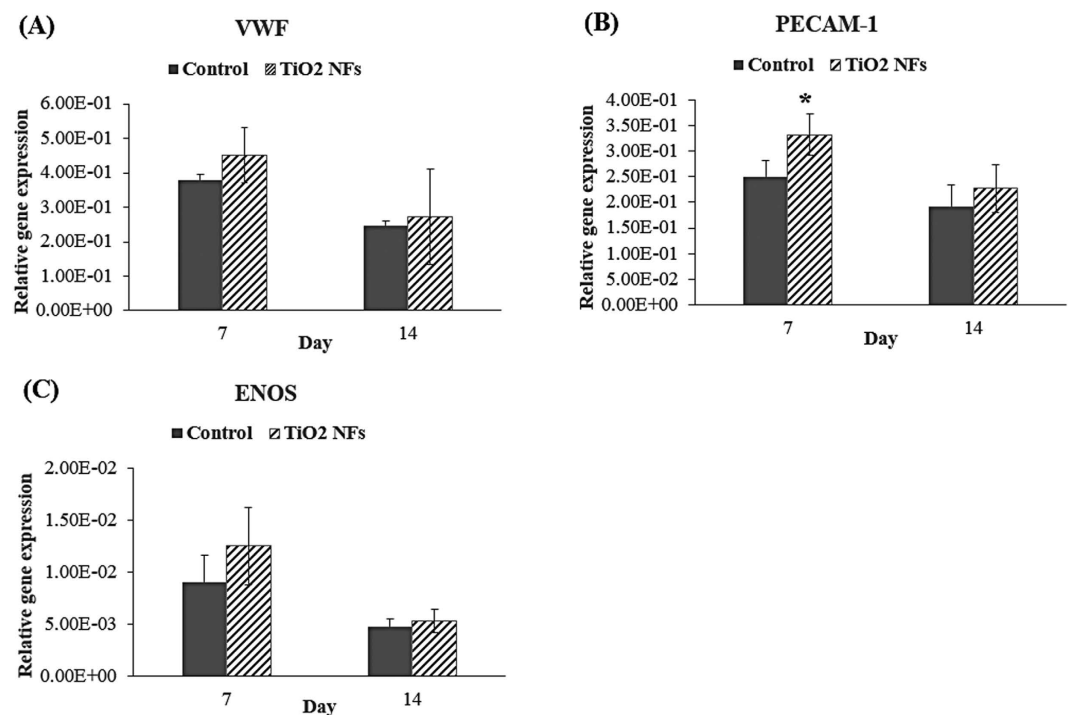 (A)
VWF
Control TiO2 NFs
Relative gene expression
6.00E-01
5.00E-01
4.00E-01
3.00E-01
2.00E-01
1.00E-01
0.00E+00
7 14
Day
(B)
PECAM-1
Control TiO2 NFs
Relative gene expression
4.00E-01
3.50E-01
3.00E-01
2.50E-01
2.00E-01
1.50E-01
1.00E-01
5.00E-02
0.00E+00
*
7 14
Day
(C)
ENOS
Control TiO2 NFs
Relative gene expression
2.00E-02
1.50E-02
1.00E-02
5.00E-03
0.00E+00
7 14
Day